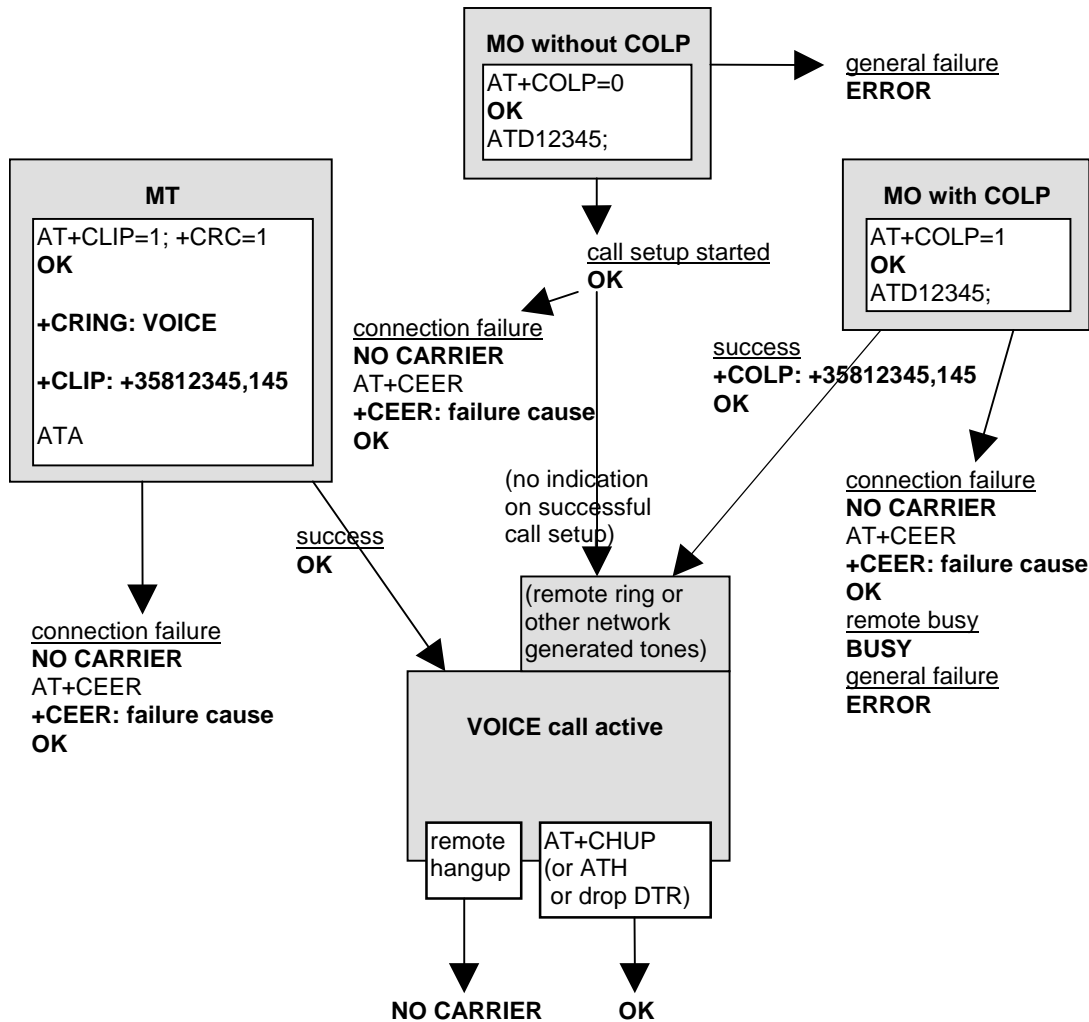 MO without COLP
AT+COLP=0
OK
ATD12345;
general failure
ERROR
MT
AT+CLIP=1; +CRC=1
OK
+CRING: VOICE
+CLIP: +35812345,145
ATA
MO with COLP
AT+COLP=1
OK
ATD12345;
call setup started
OK
connection failure
NO CARRIER
AT+CEER
+CEER: failure cause
OK
success
+COLP: +35812345,145
OK
(no indication
on successful
call setup)
success
OK
connection failure
NO CARRIER
AT+CEER
+CEER: failure cause
OK
remote busy
BUSY
general failure
ERROR
connection failure
NO CARRIER
AT+CEER
+CEER: failure cause
OK
(remote ring or
other network
generated tones)
VOICE call active
remote
hangup
AT+CHUP
(or ATH
or drop DTR)
NO CARRIER
OK